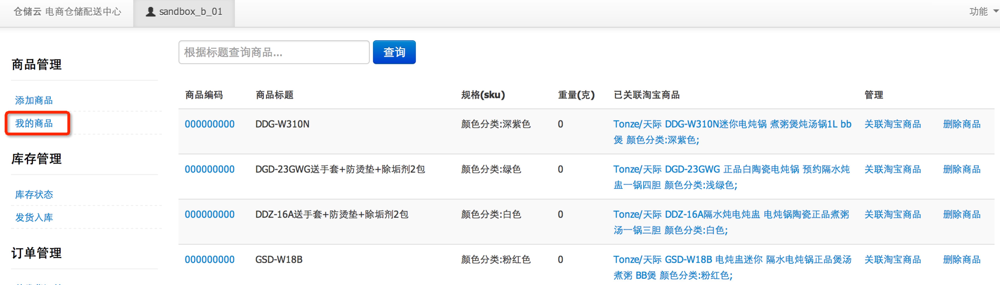 仓储云 电商仓储配送中心
sandbox_b_01
功能
根据标题查询商品...
查询
商品管理
添加商品
我的商品
库存管理
库存状态
发货入库
订单管理
商品编码 商品标题 规格(sku) 重量(克) 已关联淘宝商品 管理
000000000 DDG-W310N 颜色分类:深紫色 0 Tonze/天际 DDG-W310N迷你电炖锅 煮粥煲炖汤锅1L bb 关联淘宝商品 删除商品
煲 颜色分类:深紫色;
000000000 DGD-23GWG送手套+防烫垫+除垢剂2包 颜色分类:绿色 0 Tonze/天际 DGD-23GWG 正品白陶瓷电炖锅 预约隔水炖 关联淘宝商品 删除商品
盅一锅四胆 颜色分类:浅绿色;
000000000 DDZ-16A送手套+防烫垫+除垢剂2包 颜色分类:白色 0 Tonze/天际 DDZ-16A隔水炖电炖盅 电炖锅陶瓷正品煮粥 关联淘宝商品 删除商品
汤一锅三胆 颜色分类:白色;
000000000 GSD-W18B 颜色分类:粉红色 0 Tonze/天际 GSD-W18B 电炖盅迷你 隔水电炖锅正品煲汤 关联淘宝商品 删除商品
煮粥 BB煲 颜色分类:粉红色;